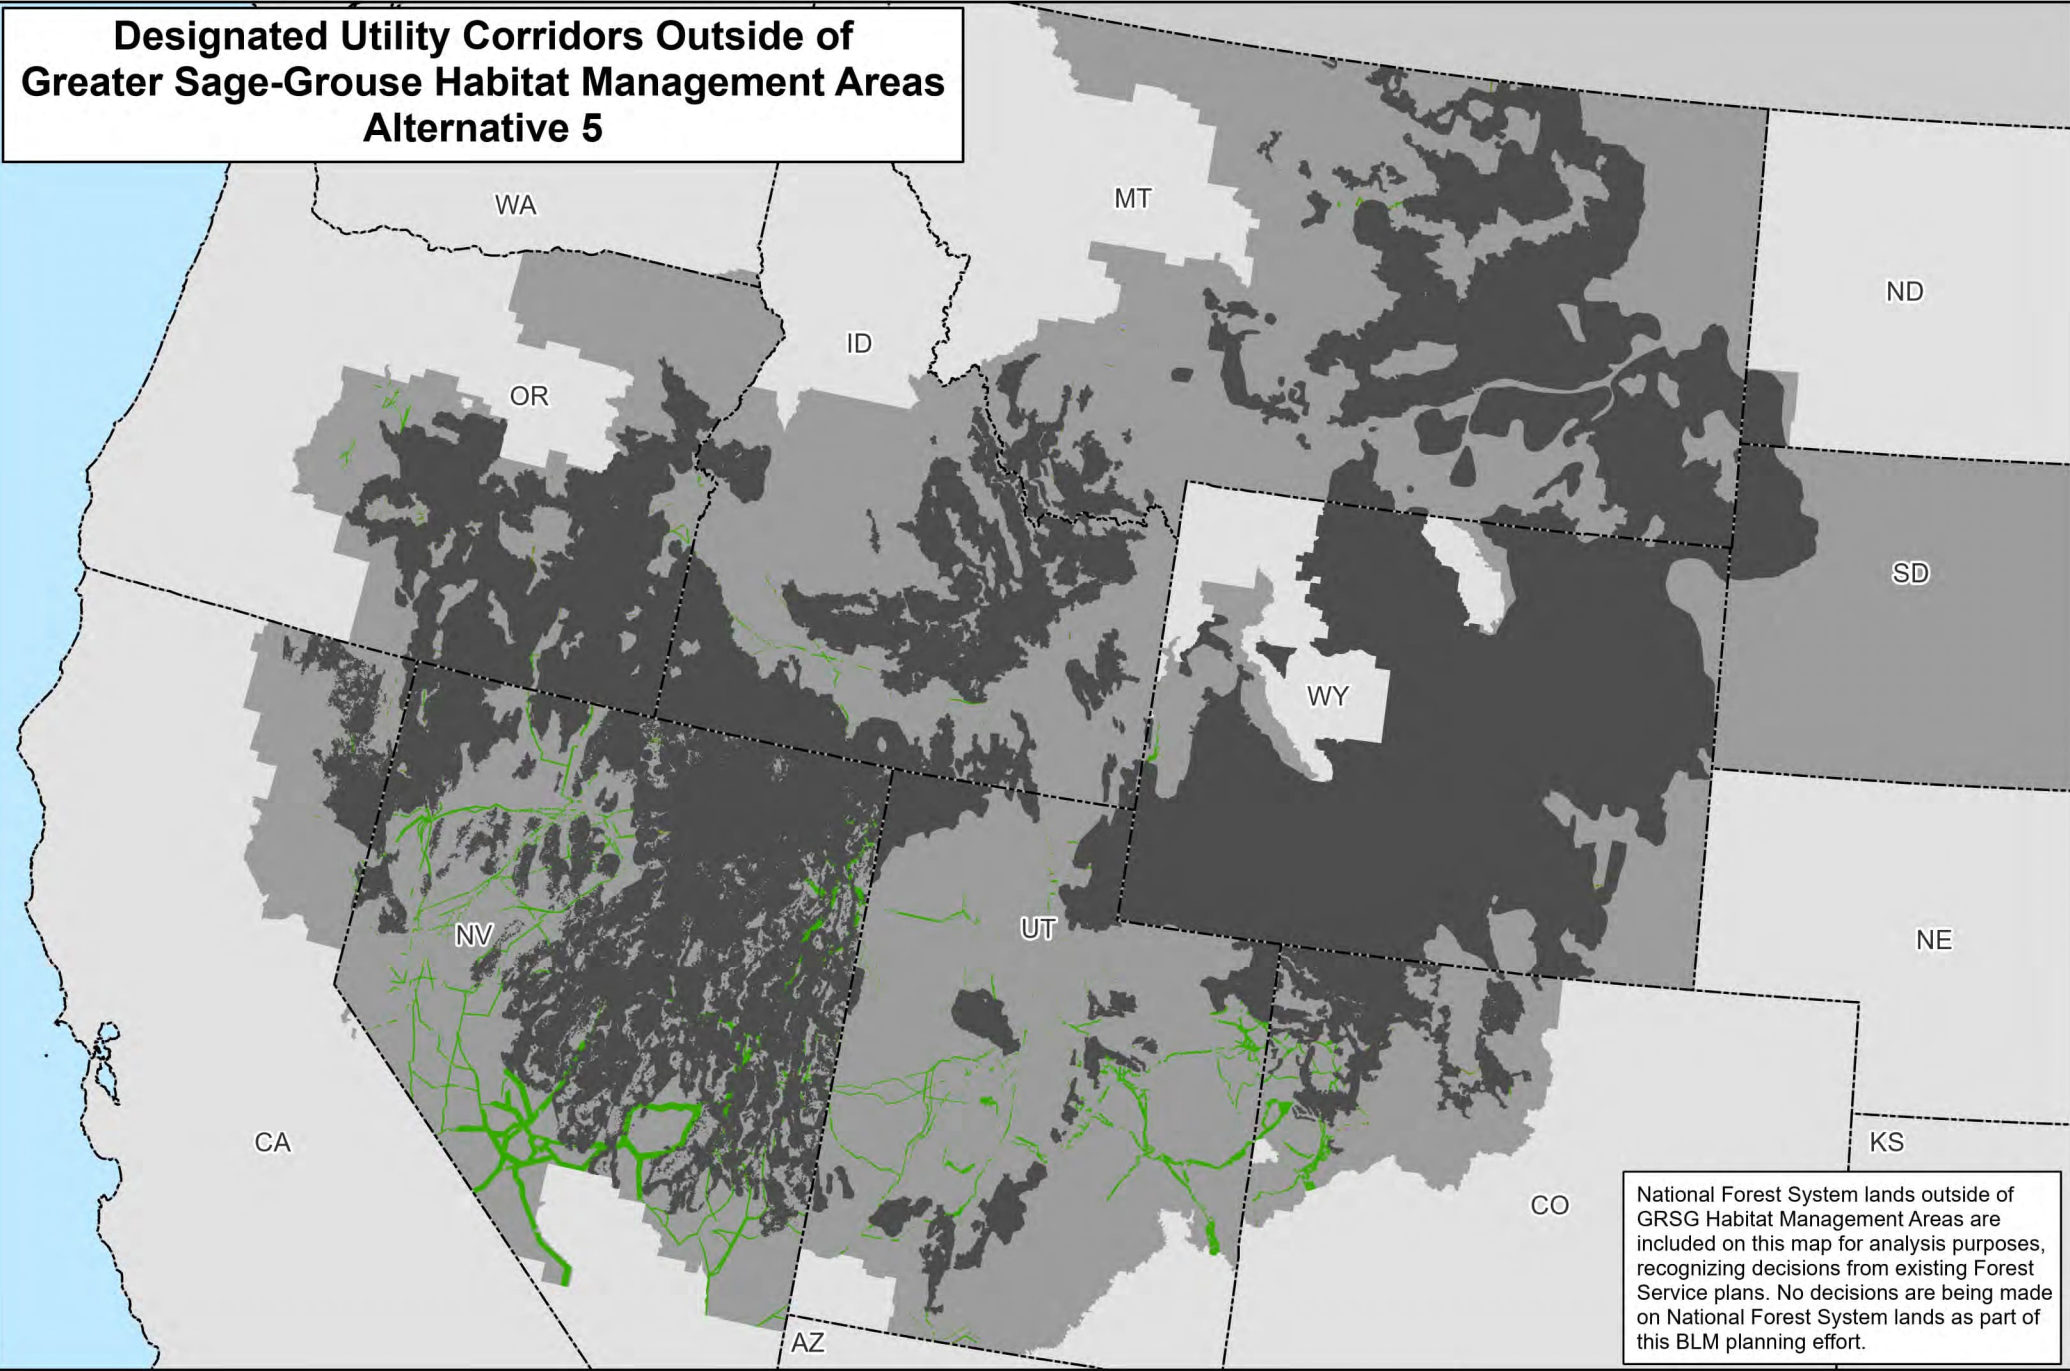 Designated Utility Corridors Outside of
Greater Sage-Grouse Habitat Management Areas
Alternative 5
WA
MT
ND
ID
OR
SD
WY
NV
UT
NE
CA
KS
CO
AZ
National Forest System lands outside of
GRSG Habitat Management Areas are
included on this map for analysis purposes,
recognizing decisions from existing Forest
Service plans. No decisions are being made
on National Forest System lands as part of
this BLM planning effort.